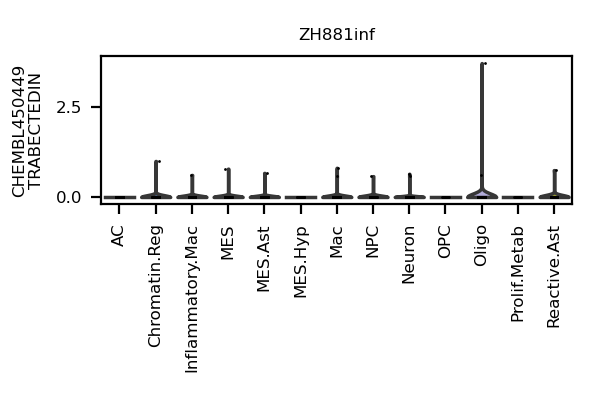 ZH881inf
CHEMBL450449
TRABECTEDIN
2.5
0.0
AC
Chromatin.Reg
Inflammatory.Mac
MES
MES.Ast
MES.Hyp
Mac
NPC
Neuron
OPC
Oligo
Prolif.Metab
Reactive.Ast